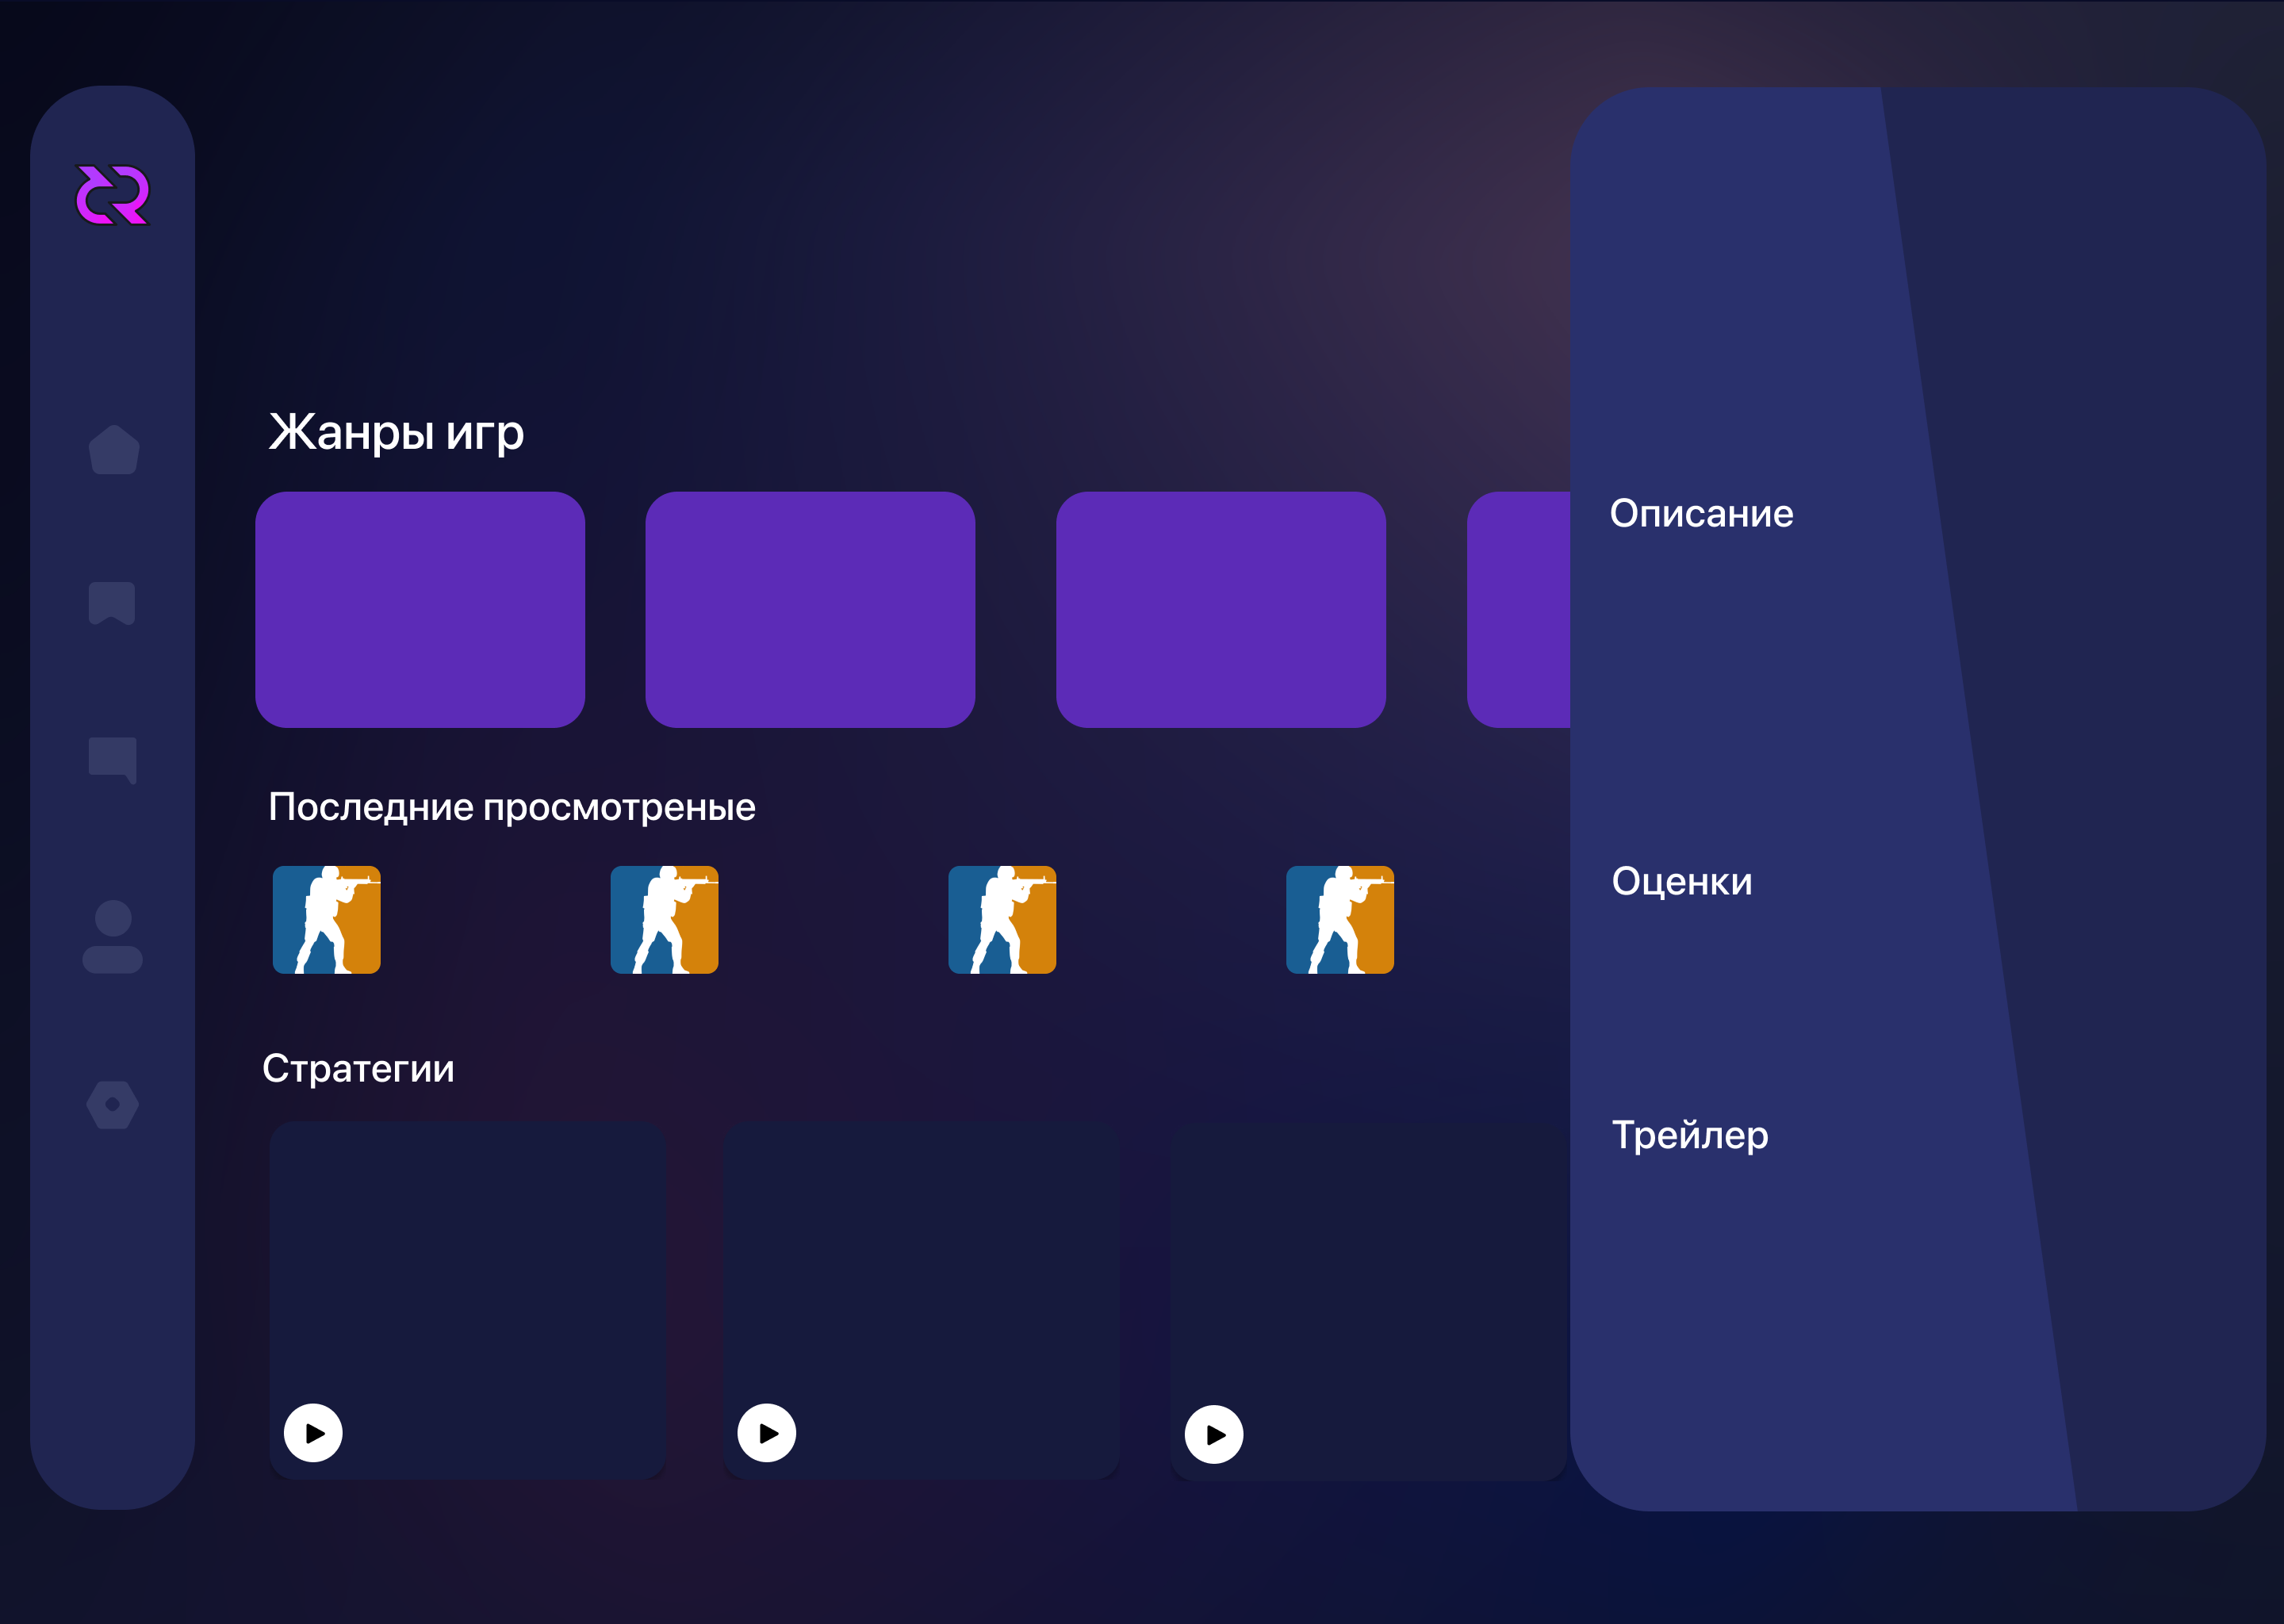 Жанры игр
Последние просмотреные
Стратегии
Описание
Оценки
Трейлер